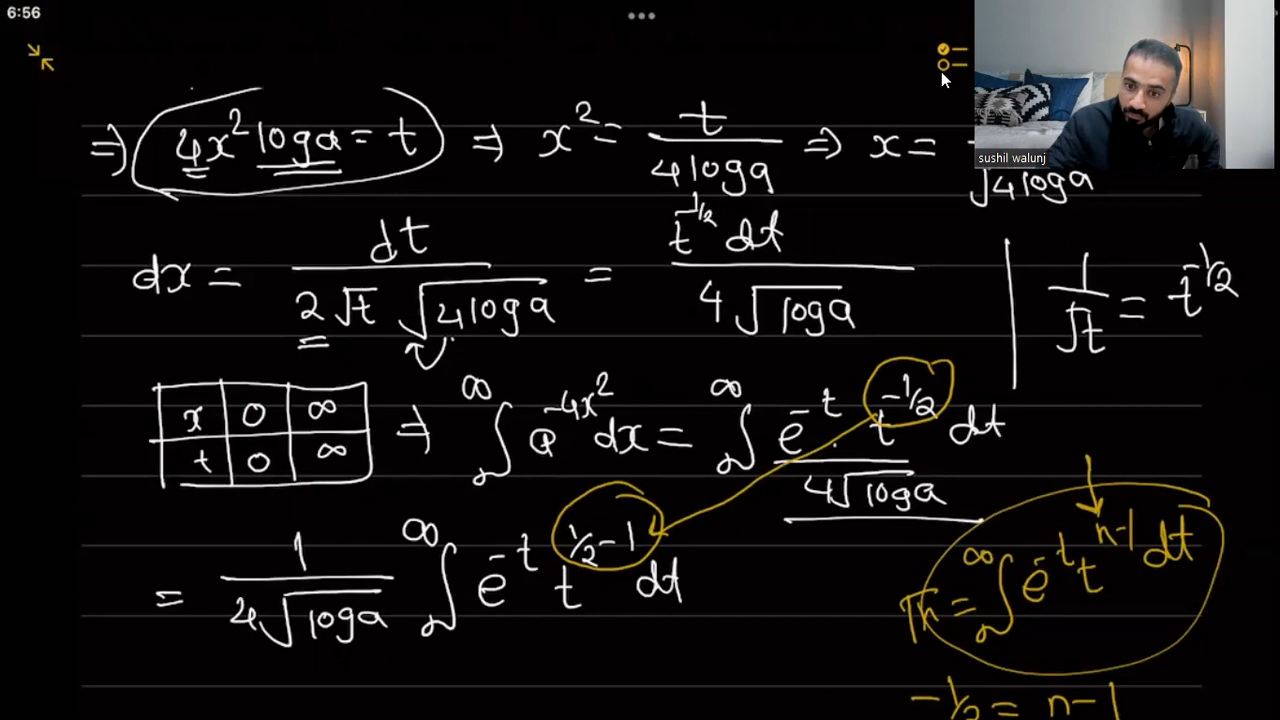 6:56
sushil walunj
⇒ 4x² log a = t ⇒ x² = t / (4 log a) ⇒ x = / √(4 log a)
dx = dt / (2√t √(4 log a)) = t^(-1/2) dt / (4√(log a)) | 1/√t = t^(-1/2)
x | 0 | ∞
t | 0 | ∞
⇒ ∫₀^∞ a^(-4x²) dx = ∫₀^∞ e^(-t) · t^(-1/2) dt / (4√(log a))
= 1 / (4√(log a)) ∫₀^∞ e^(-t) t^(1/2-1) dt
Γn = ∫₀^∞ e^(-t) t^(n-1) dt
-1/2 = n-1